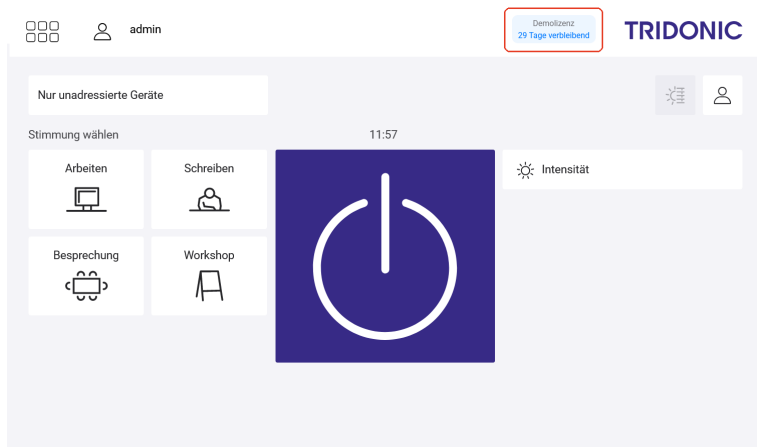 admin
Demolizenz
29 Tage verbleibend
TRIDONIC
Nur unadressierte Geräte
Stimmung wählen
11:57
Arbeiten
Schreiben
Intensität
Besprechung
Workshop